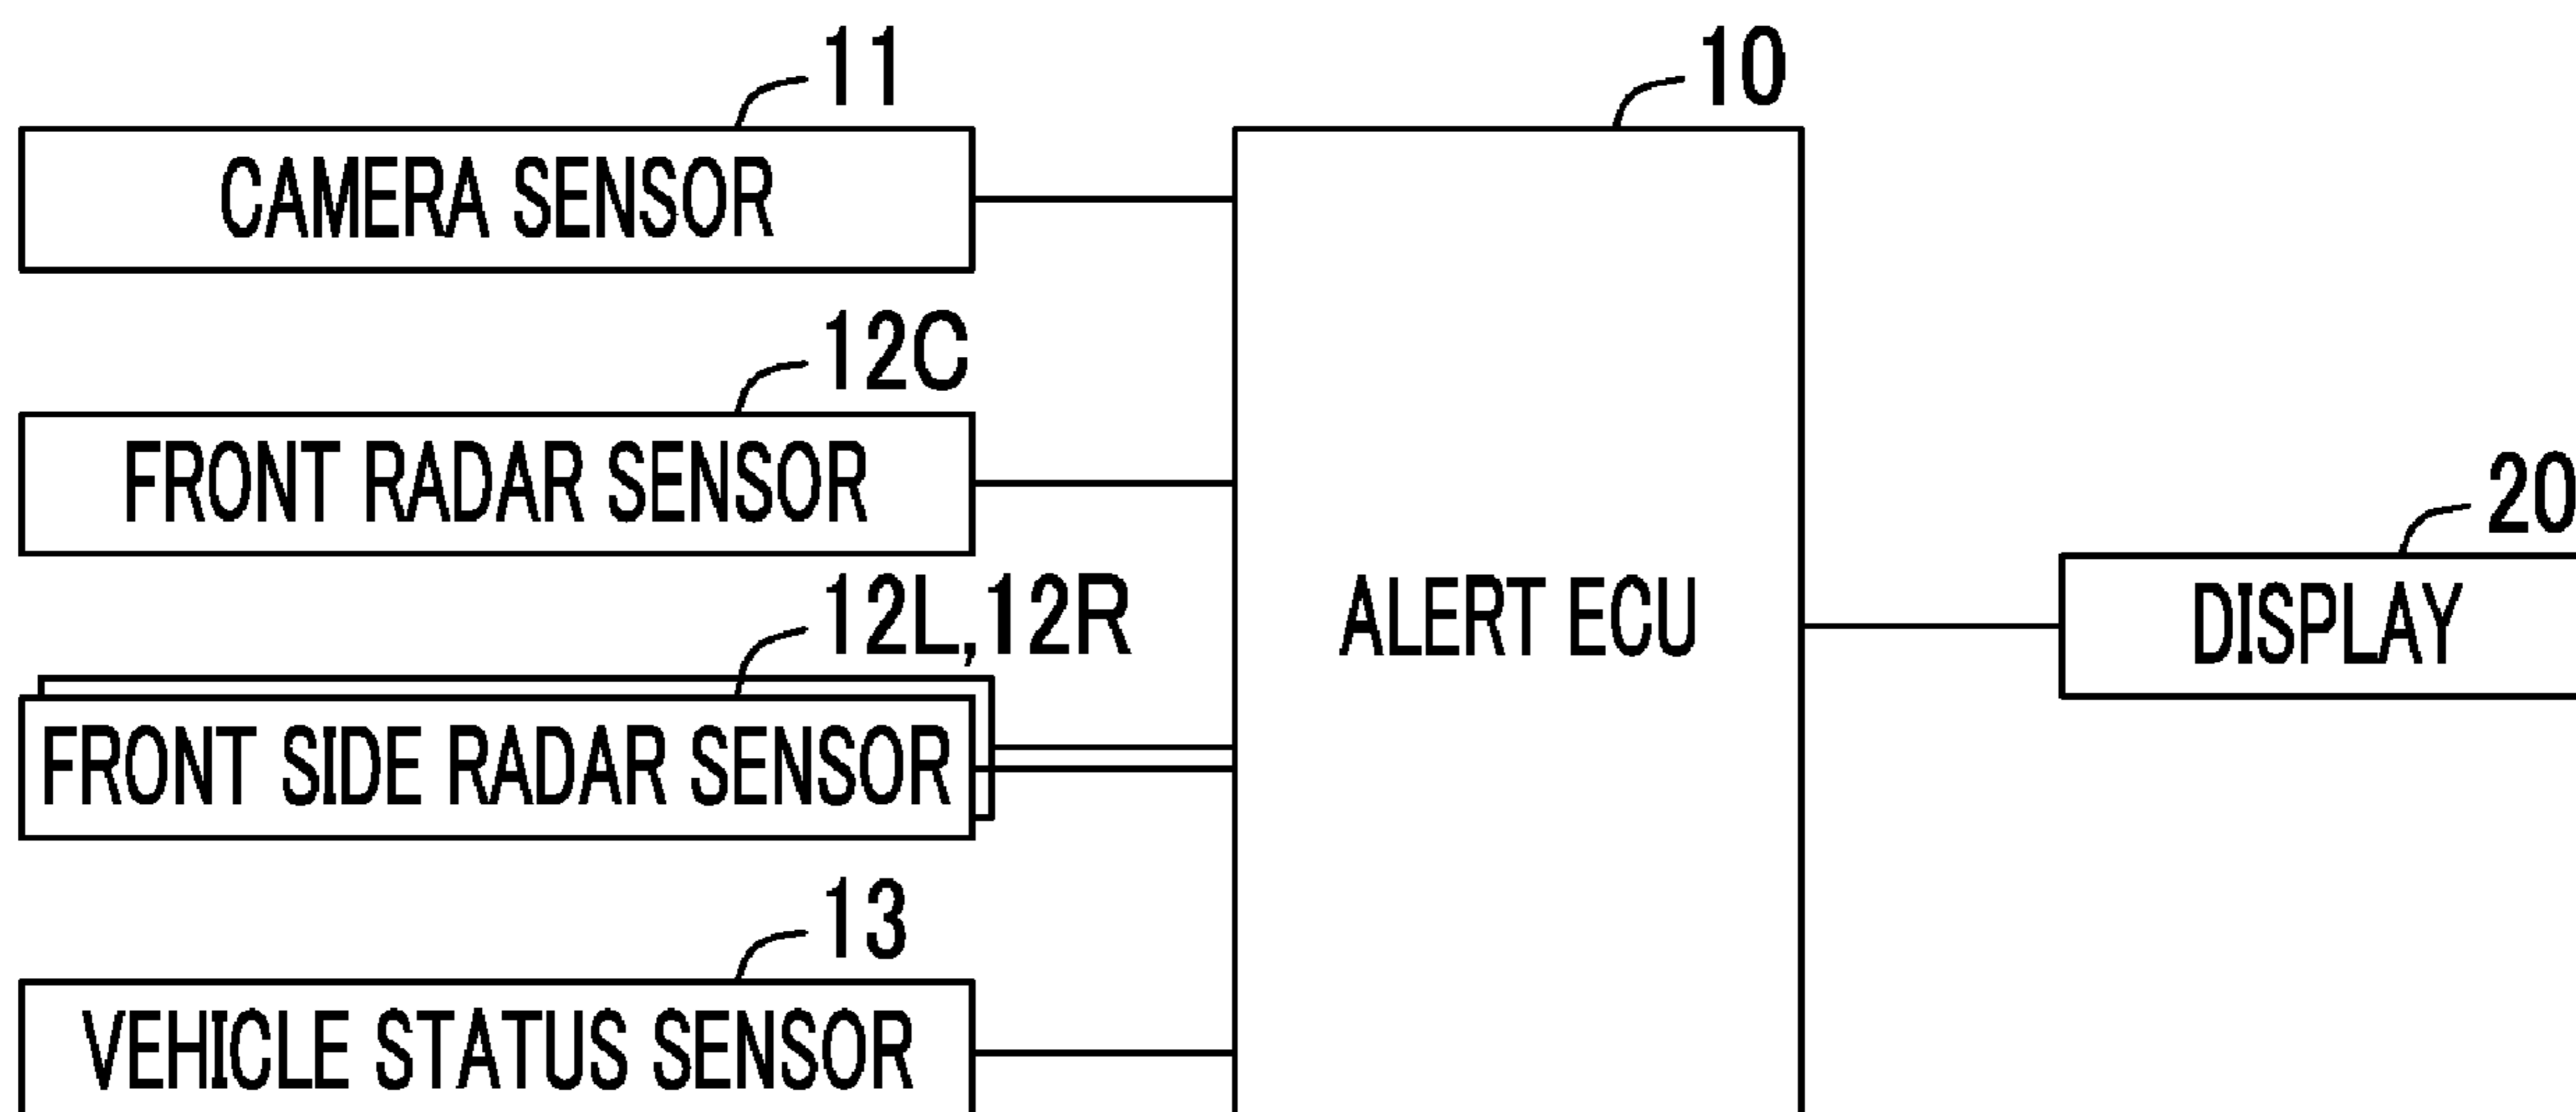 11
CAMERA SENSOR
12C
FRONT RADAR SENSOR
12L,12R
FRONT SIDE RADAR SENSOR
13
VEHICLE STATUS SENSOR
10
ALERT ECU
20
DISPLAY